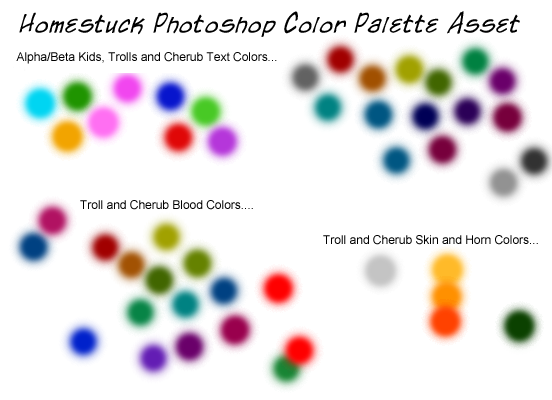 Homestuck Photoshop Color Palette Asset
Alpha/Beta Kids, Trolls and Cherub Text Colors...
Troll and Cherub Blood Colors....
Troll and Cherub Skin and Horn Colors...